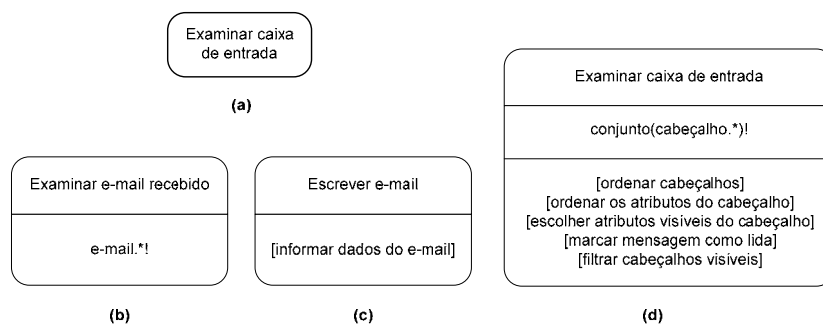 Examinar caixa
de entrada
(a)
Examinar e-mail recebido
e-mail.*!
(b)
Escrever e-mail
[informar dados do e-mail]
(c)
Examinar caixa de entrada
conjunto(cabeçalho.*)!
[ordenar cabeçalhos]
[ordenar os atributos do cabeçalho]
[escolher atributos visíveis do cabeçalho]
[marcar mensagem como lida]
[filtrar cabeçalhos visíveis]
(d)